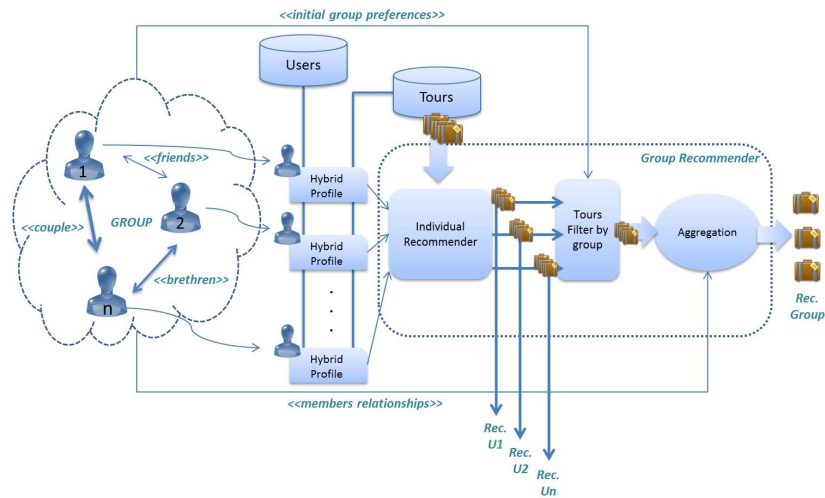 <<initial group preferences>>
Users
Tours
Group Recommender
1
<<friends>>
2
GROUP
<<couple>>
<<brethren>>
n
Hybrid
Profile
Hybrid
Profile
.
.
.
.
Hybrid
Profile
Individual
Recommender
Tours
Filter by
group
Aggregation
Rec.
Group
<<members relationships>>
Rec.
U1
Rec.
U2
Rec.
Un